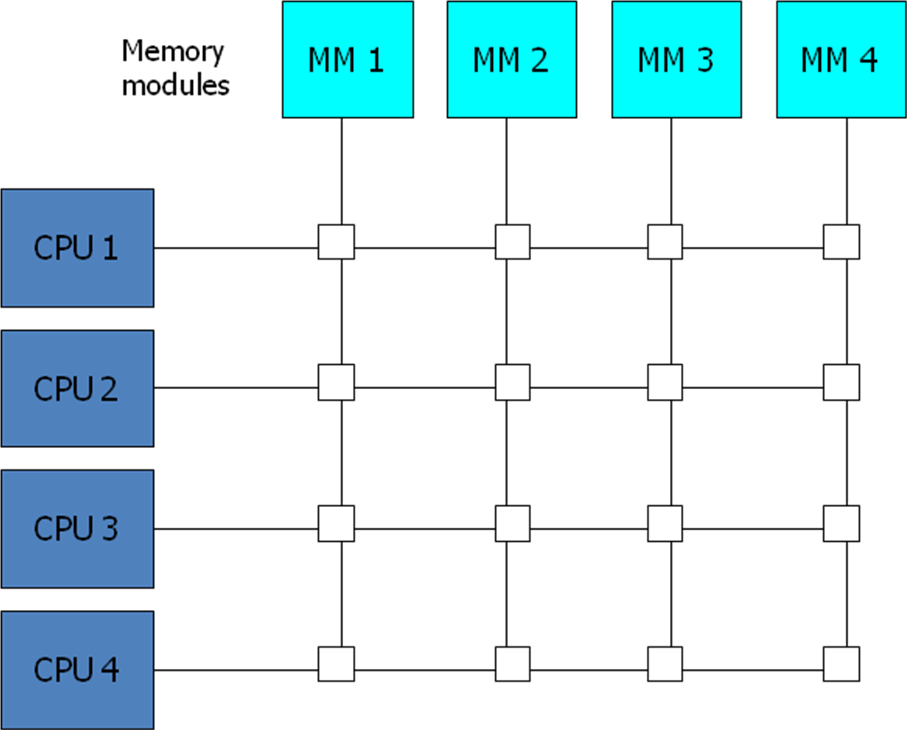 Memory
modules
MM 1
MM 2
MM 3
MM 4
CPU 1
CPU 2
CPU 3
CPU 4